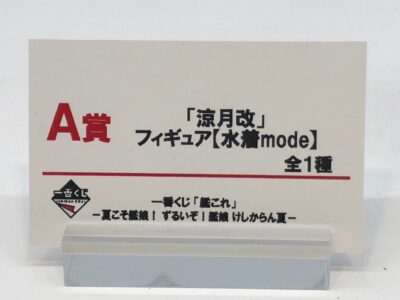 A賞
「涼月改」
フィギュア【水着mode】
全1種
一番くじ
一番くじ「艦これ」
−夏こそ艦娘！ずるいぞ！艦娘 けしからん夏−